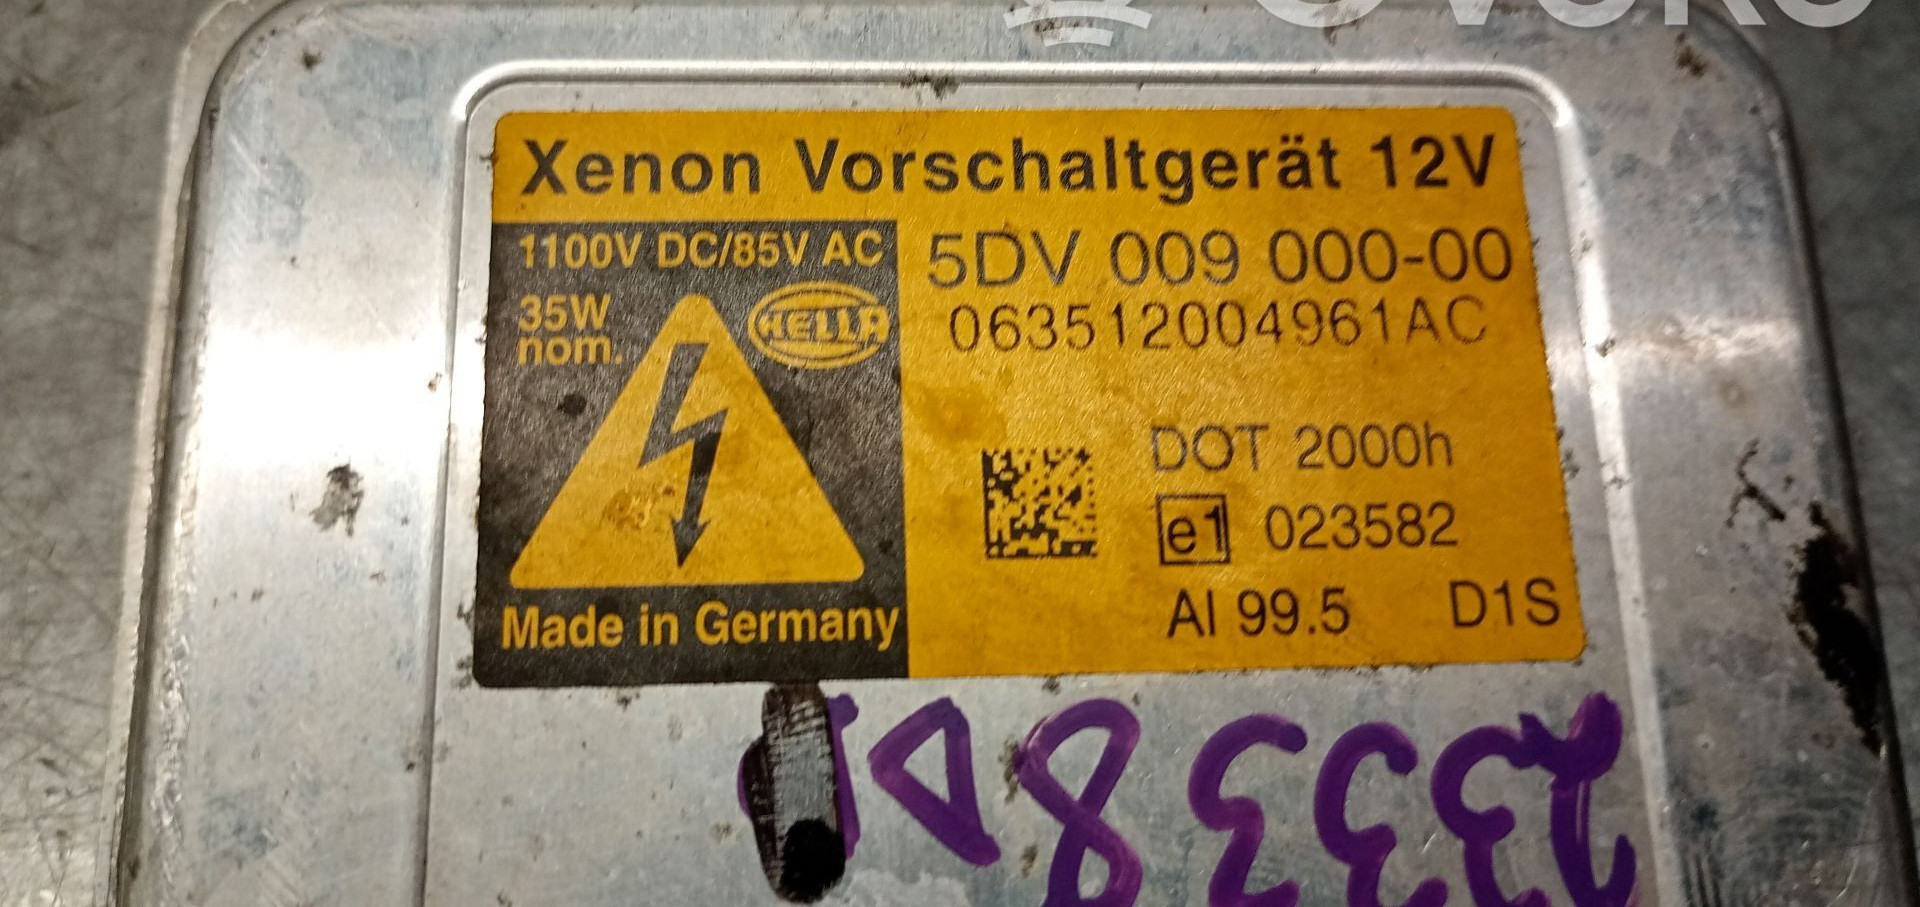 Xenon Vorschaltgerät 12V
1100V DC/85V AC
35W
nom.
HELLA
Made in Germany
5DV 009 000-00
063512004961AC
DOT 2000h
e1 023582
Al 99.5 D1S